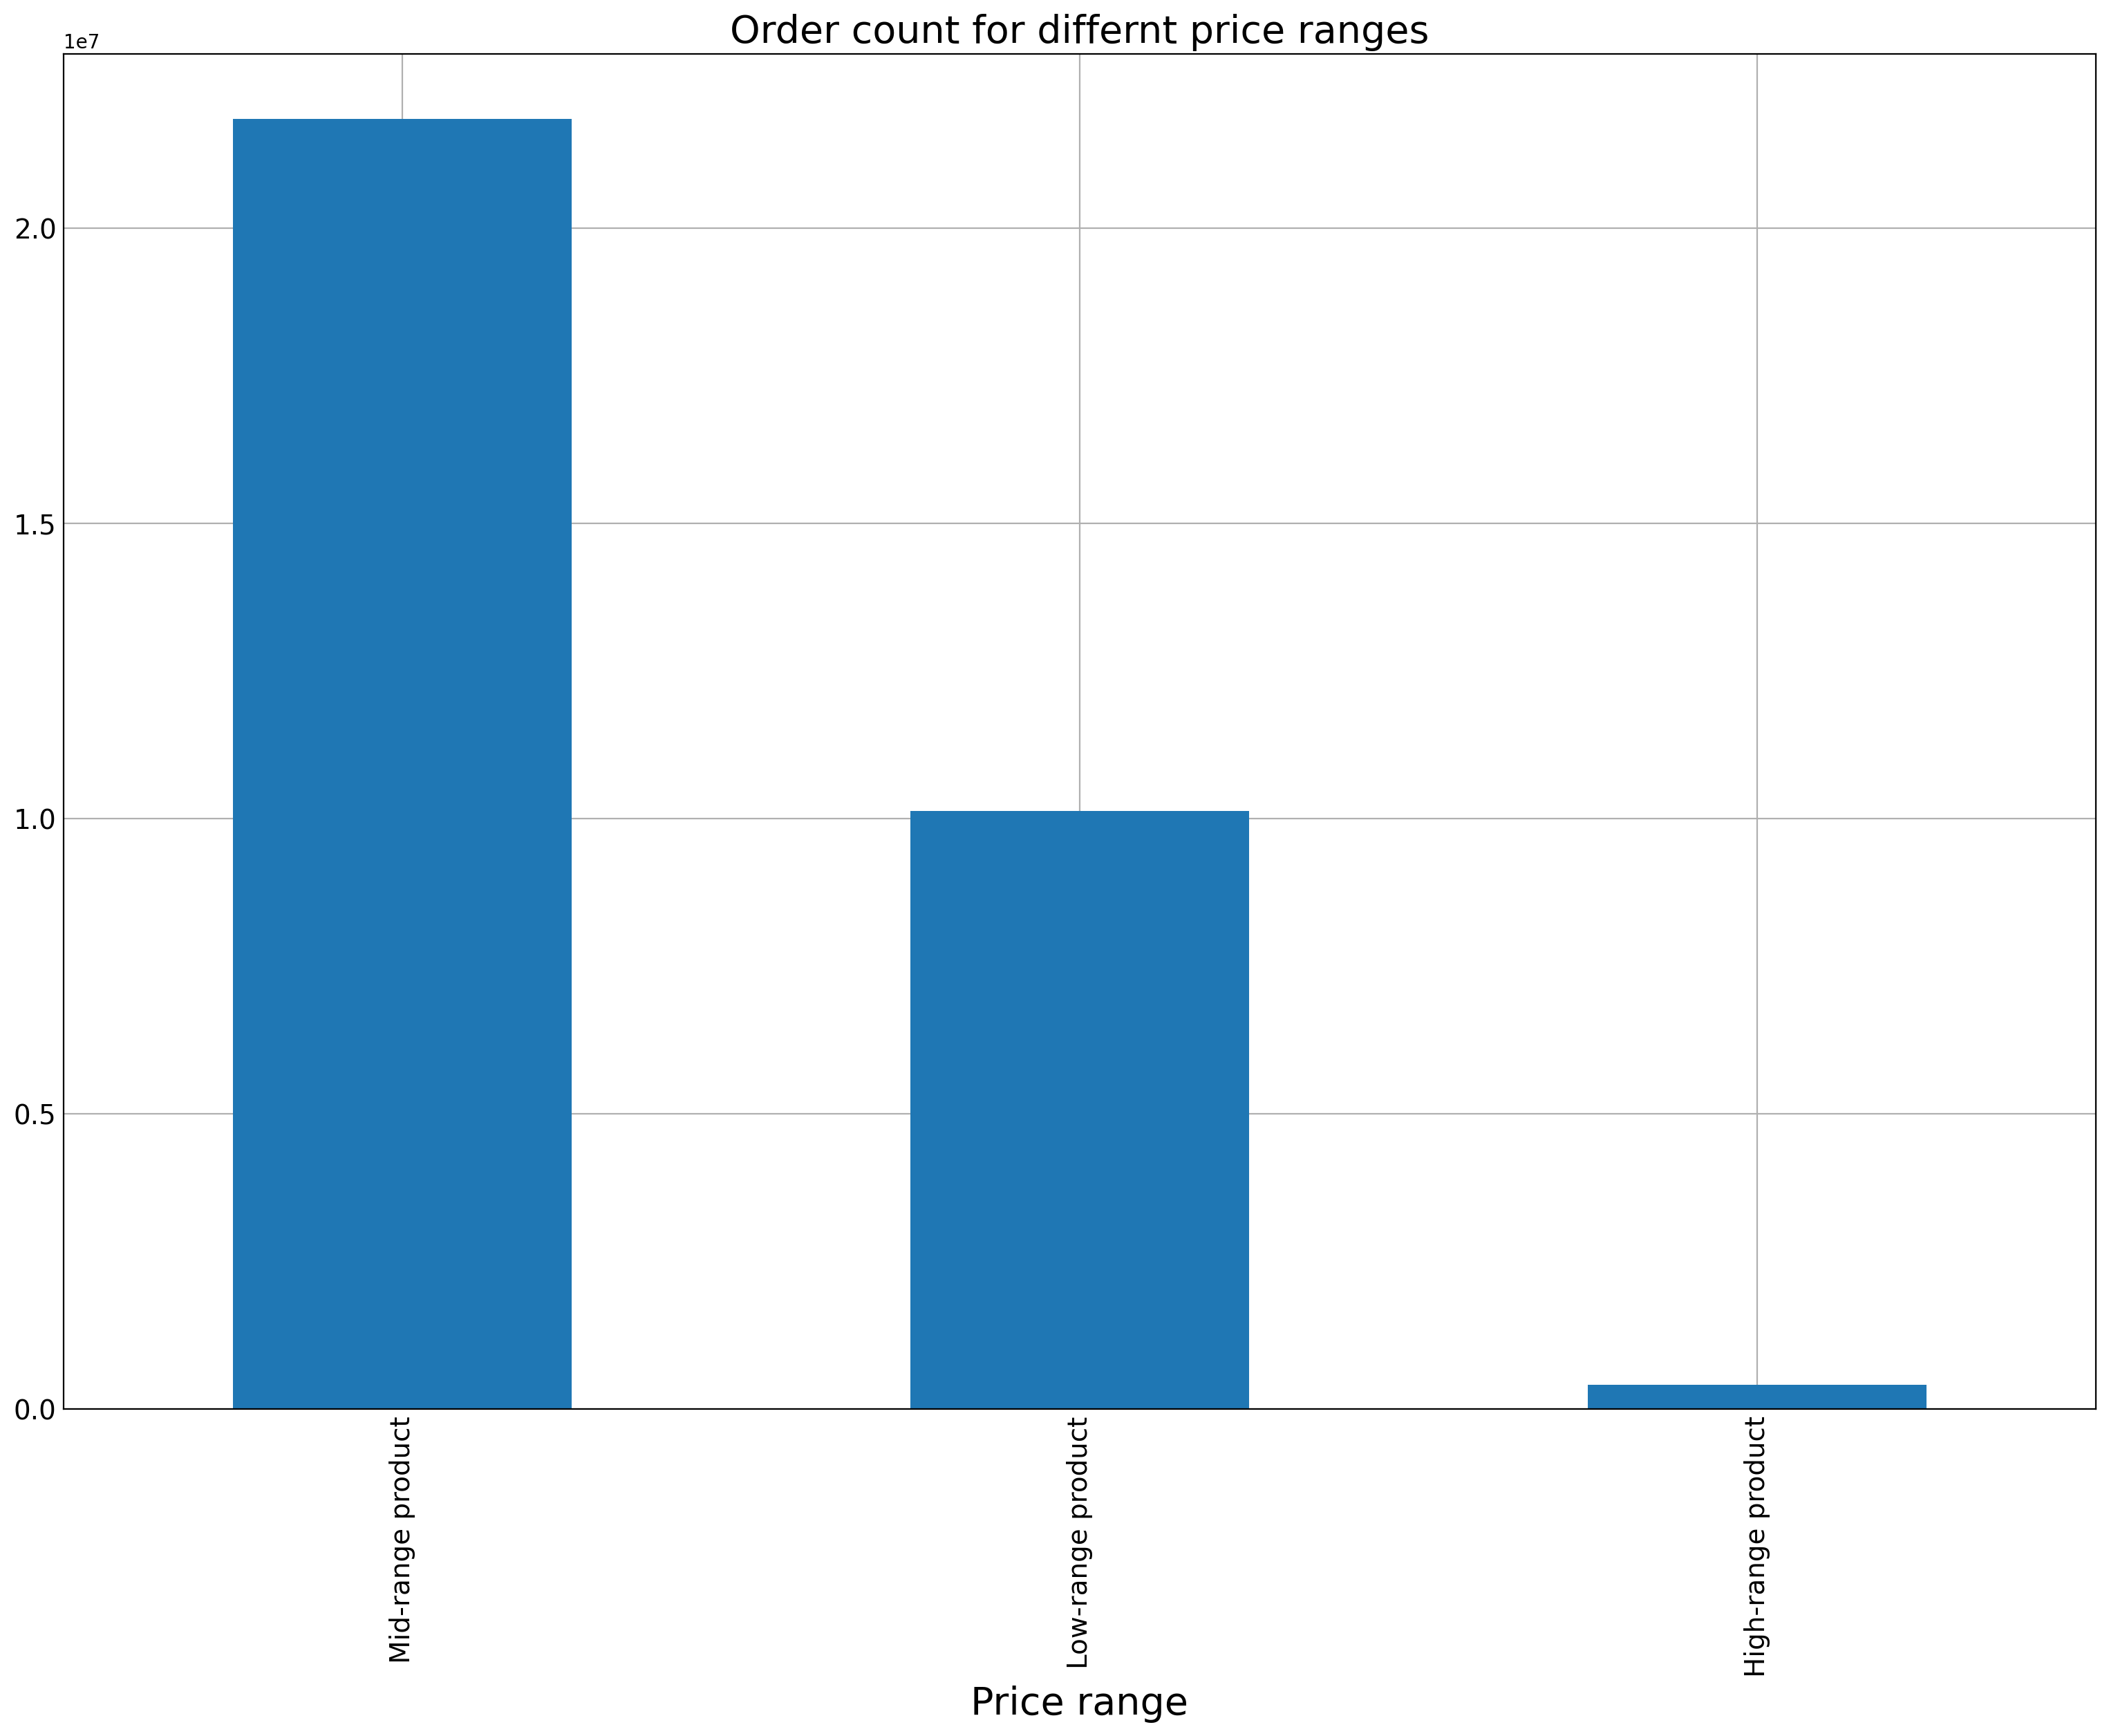 Order count for differnt price ranges
1e7
2.0
1.5
1.0
0.5
0.0
Mid-range product
Low-range product
High-range product
Price range